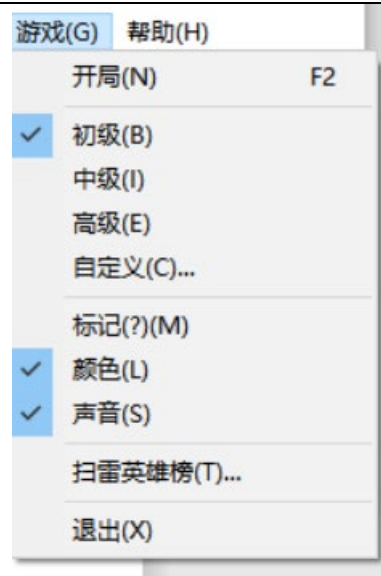 游戏(G) 帮助(H)
开局(N) F2
初级(B)
中级(I)
高级(E)
自定义(C)...
标记(?)(M)
颜色(L)
声音(S)
扫雷英雄榜(T)...
退出(X)